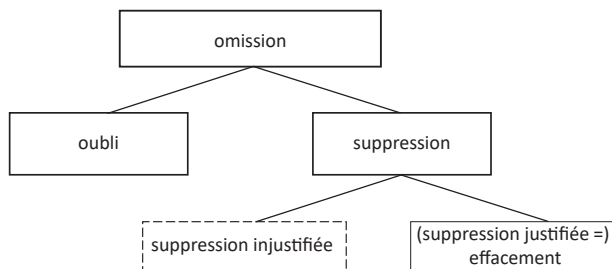 omission
oubli
suppression
suppression injustifiée
(suppression justifiée =)
effacement